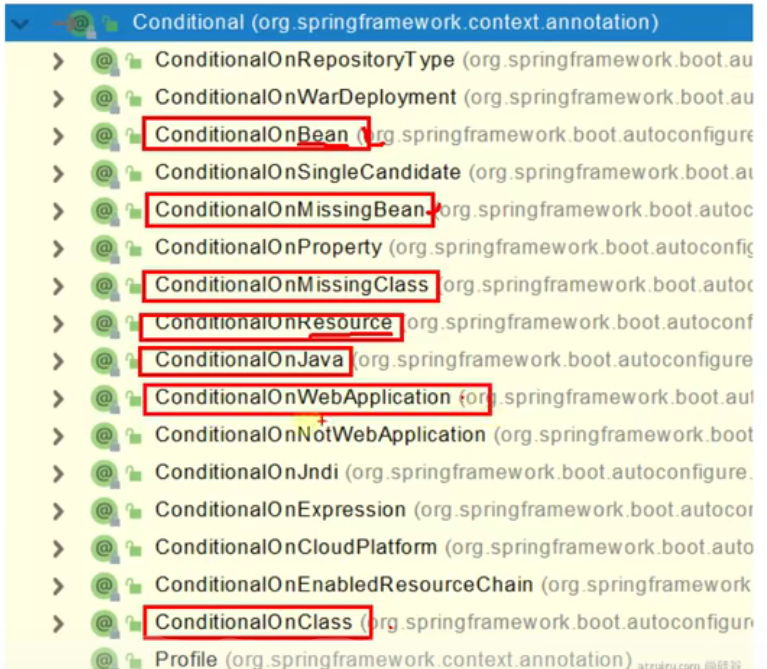 Conditional (org.springframework.context.annotation)
ConditionalOnRepositoryType (org.springframework.boot.au
ConditionalOnWarDeployment (org.springframework.boot.au
ConditionalOnBean (org.springframework.boot.autoconfigure
ConditionalOnSingleCandidate (org.springframework.boot.au
ConditionalOnMissingBean (org.springframework.boot.autoc
ConditionalOnProperty (org.springframework.boot.autoconfig
ConditionalOnMissingClass (org.springframework.boot.autoc
ConditionalOnResource (org.springframework.boot.autoconf
ConditionalOnJava (org.springframework.boot.autoconfigure
ConditionalOnWebApplication (org.springframework.boot.aut
ConditionalOnNotWebApplication (org.springframework.boot
ConditionalOnJndi (org.springframework.boot.autoconfigure.
ConditionalOnExpression (org.springframework.boot.autocon
ConditionalOnCloudPlatform (org.springframework.boot.auto
ConditionalOnEnabledResourceChain (org.springframework
ConditionalOnClass (org.springframework.boot.autoconfigur
Profile (org.springframework.context.annotation)